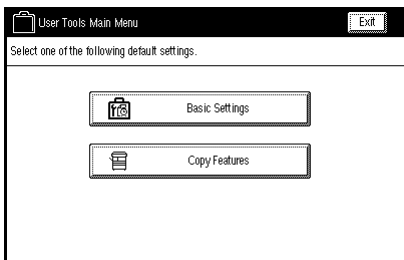 User Tools Main Menu
Exit
Select one of the following default settings.
Basic Settings
Copy Features